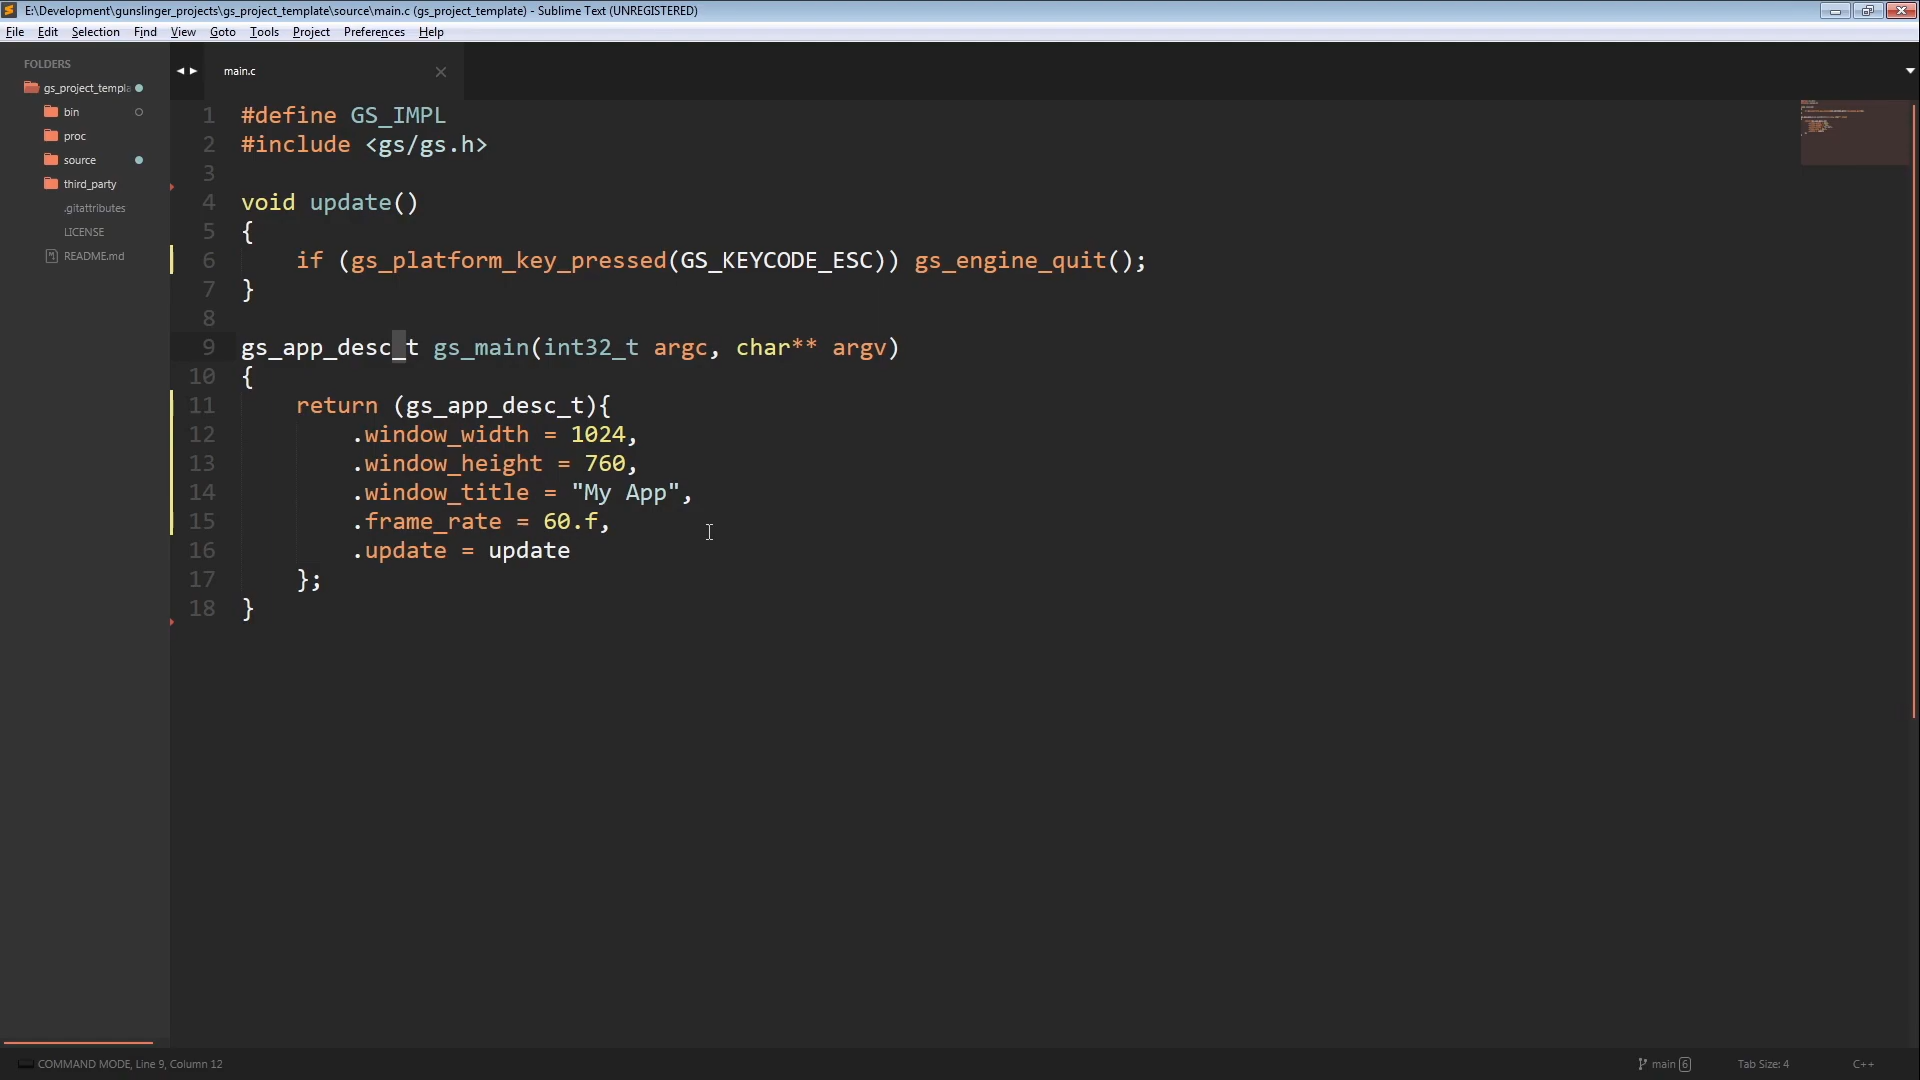 E:\Development\gunslinger_projects\gs_project_template\source\main.c (gs_project_template) - Sublime Text (UNREGISTERED)
File Edit Selection Find View Goto Tools Project Preferences Help
FOLDERS
gs_project_templa
bin
proc
source
third_party
.gitattributes
LICENSE
README.md
main.c
1 #define GS_IMPL
2 #include <gs/gs.h>
3
4 void update()
5 {
6 if (gs_platform_key_pressed(GS_KEYCODE_ESC)) gs_engine_quit();
7 }
8
9 gs_app_desc_t gs_main(int32_t argc, char** argv)
10 {
11 return (gs_app_desc_t){
12 .window_width = 1024,
13 .window_height = 760,
14 .window_title = "My App",
15 .frame_rate = 60.f,
16 .update = update
17 };
18 }
COMMAND MODE, Line 9, Column 12
main 6
Tab Size: 4
C++